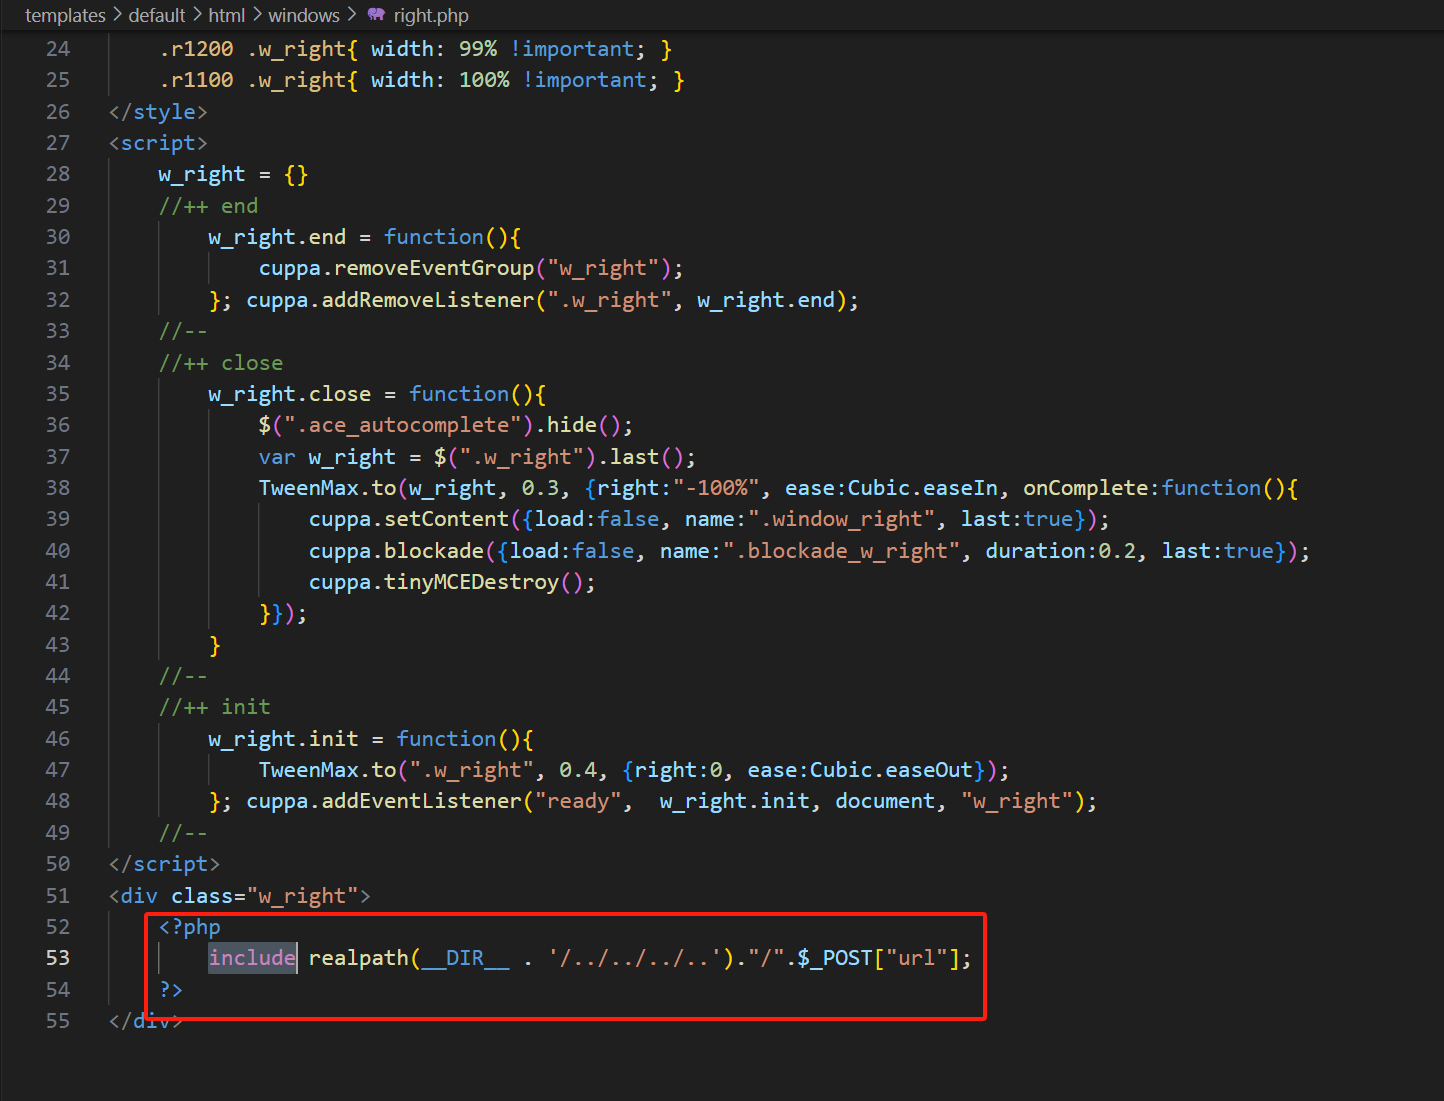 templates > default > html > windows > right.php
24 .r1200 .w_right{ width: 99% !important; }
25 .r1100 .w_right{ width: 100% !important; }
26 </style>
27 <script>
28 w_right = {}
29 //++ end
30 w_right.end = function(){
31 cuppa.removeEventGroup("w_right");
32 }; cuppa.addRemoveListener(".w_right", w_right.end);
33 //--
34 //++ close
35 w_right.close = function(){
36 $(".ace_autocomplete").hide();
37 var w_right = $(".w_right").last();
38 TweenMax.to(w_right, 0.3, {right:"-100%", ease:Cubic.easeIn, onComplete:function(){
39 cuppa.setContent({load:false, name:".window_right", last:true});
40 cuppa.blockade({load:false, name:".blockade_w_right", duration:0.2, last:true});
41 cuppa.tinyMCEDestroy();
42 }});
43 }
44 //--
45 //++ init
46 w_right.init = function(){
47 TweenMax.to(".w_right", 0.4, {right:0, ease:Cubic.easeOut});
48 }; cuppa.addEventListener("ready",  w_right.init, document, "w_right");
49 //--
50 </script>
51 <div class="w_right">
52 <?php
53 include realpath(__DIR__ . '/../../../..')."/".$_POST["url"];
54 ?>
55 </div>